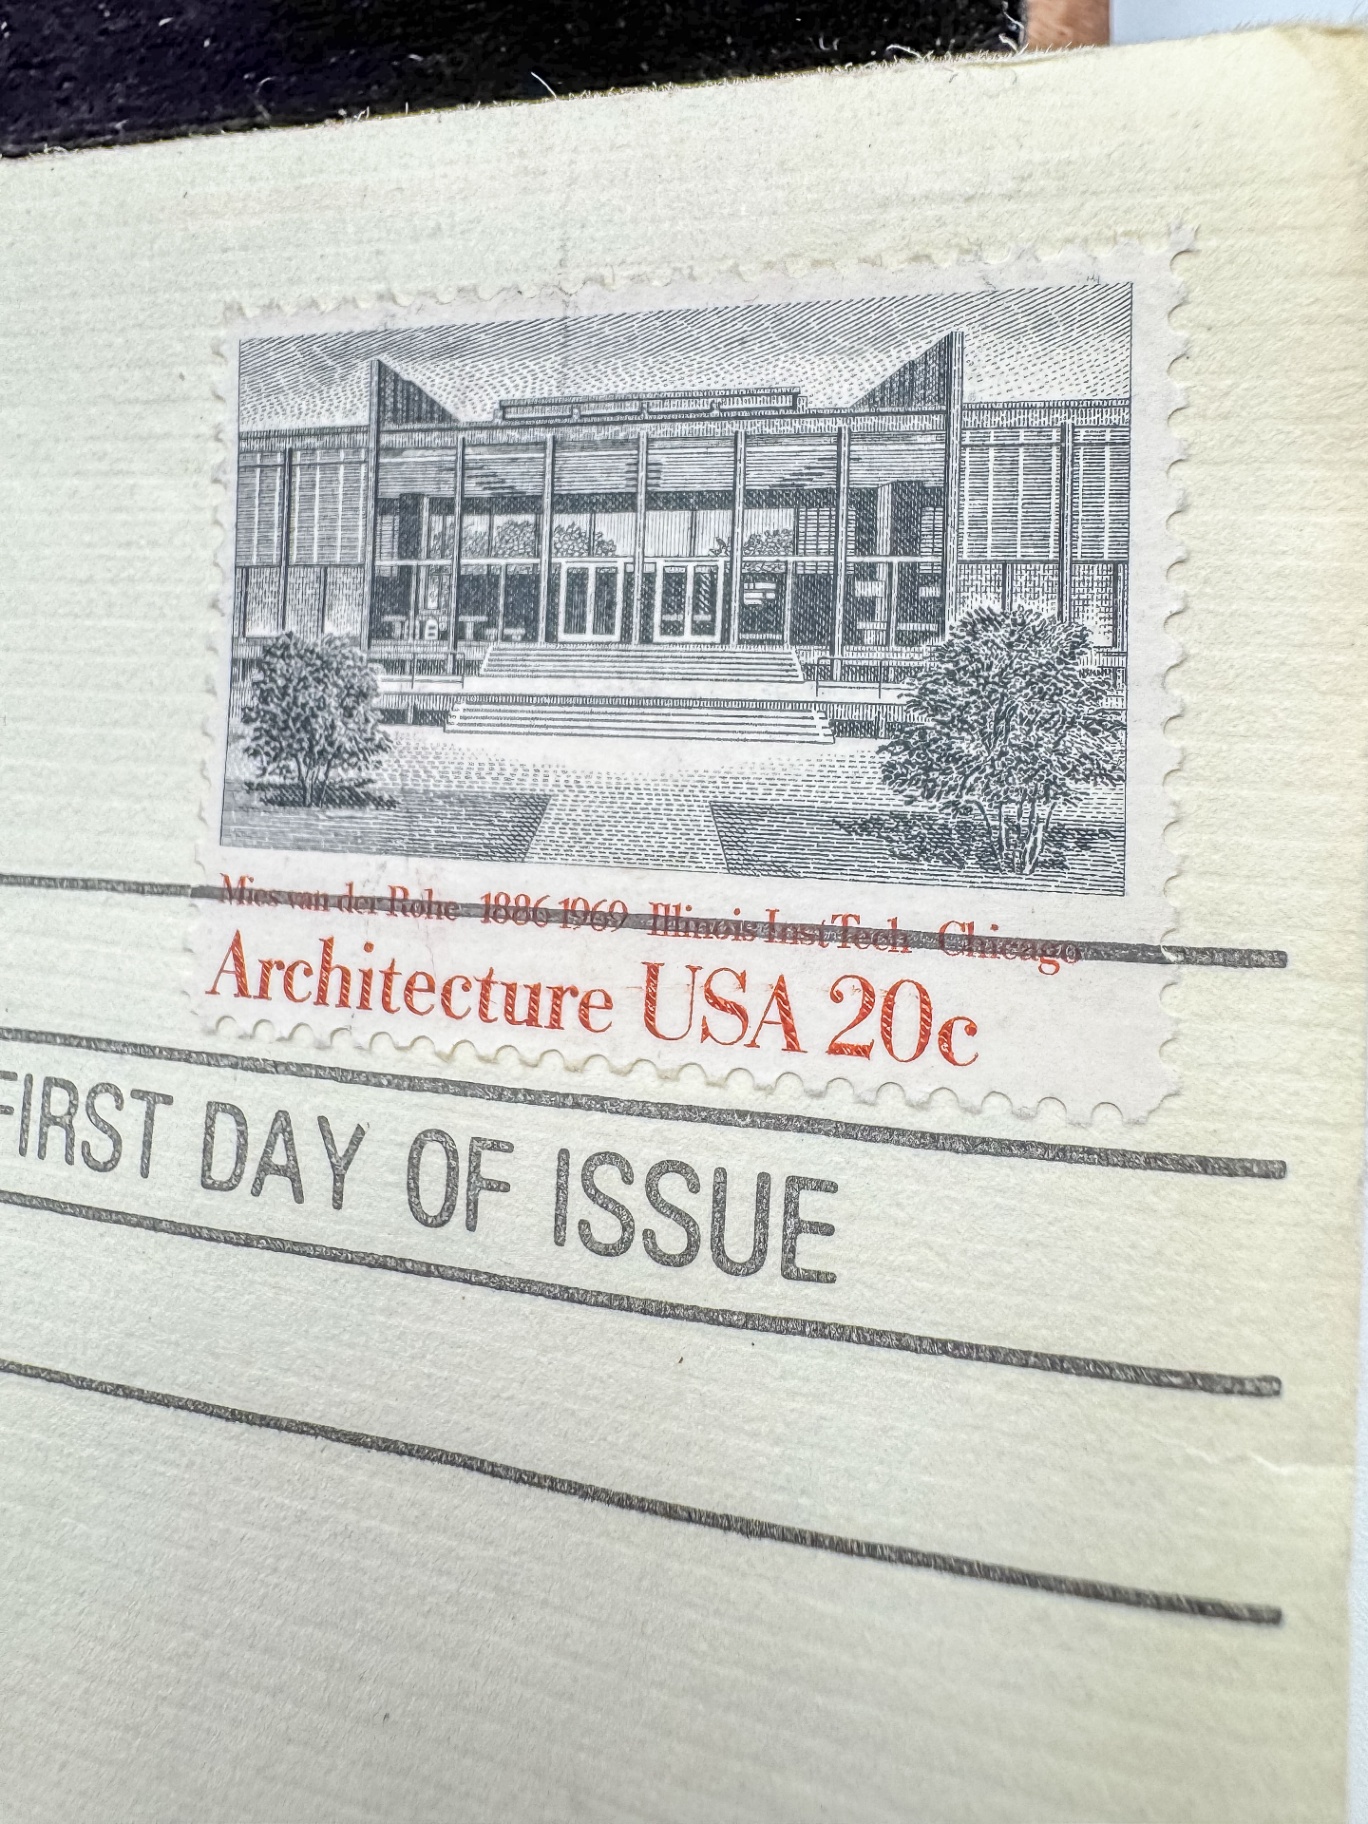 Mies van der Rohe 1886 1969 Illinois Inst Tech Chicago
Architecture USA 20c
FIRST DAY OF ISSUE